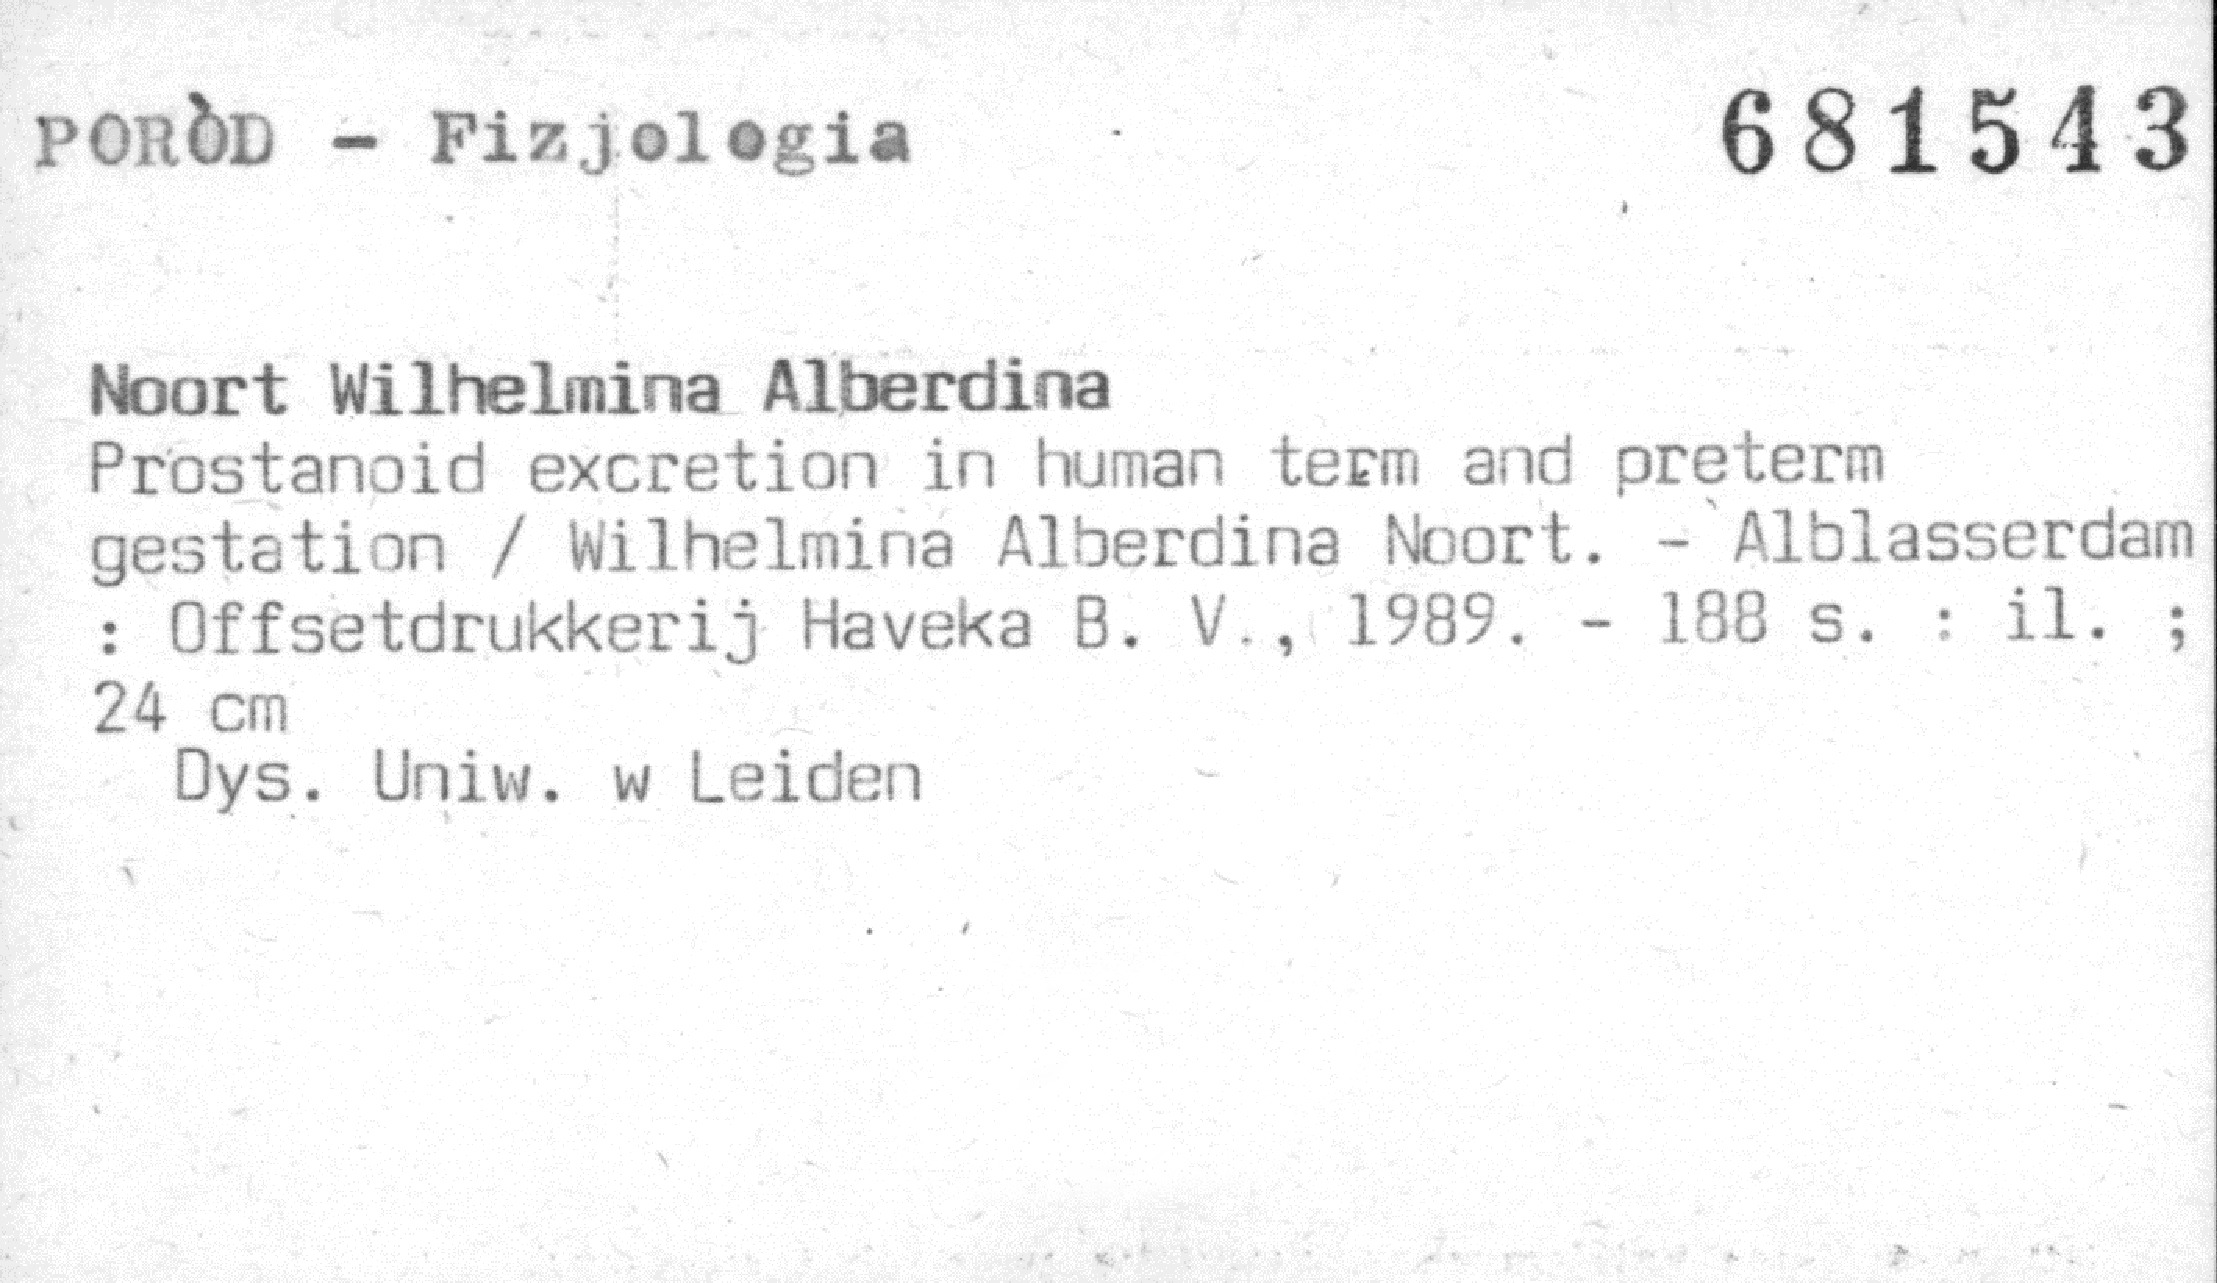 PORÒD - Fizjologia 681543
Noort Wilhelmina Alberdina
Prostanoid excretion in human term and preterm
gestation / Wilhelmina Alberdina Noort. - Alblasserdam
: Offsetdrukkerij Haveka B. V., 1989. - 188 s. : il. ;
24 cm
Dys. Uniw. w Leiden